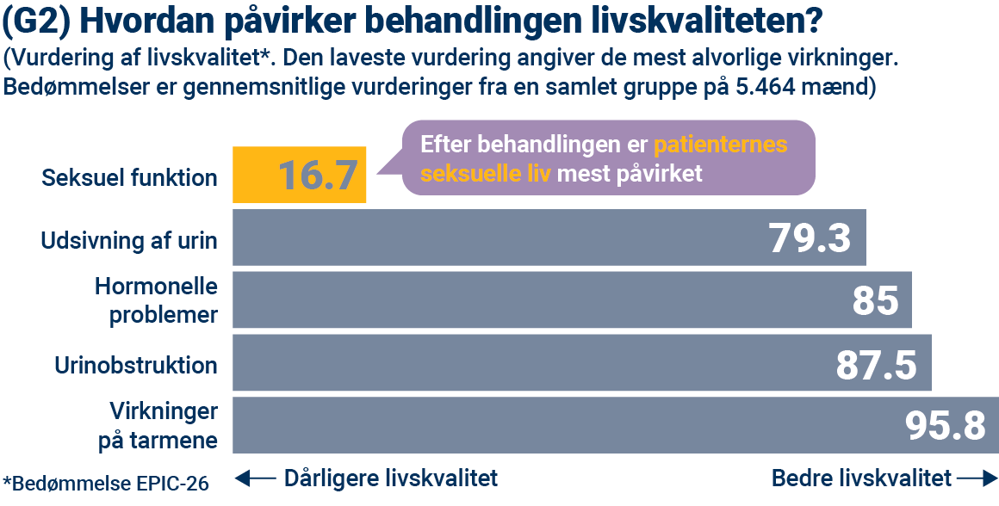 (G2) Hvordan påvirker behandlingen livskvaliteten?
(Vurdering af livskvalitet*. Den laveste vurdering angiver de mest alvorlige virkninger.
Bedømmelser er gennemsnitlige vurderinger fra en samlet gruppe på 5.464 mænd)
Efter behandlingen er patienternes
seksuelle liv mest påvirket
Seksuel funktion 16.7
Udsivning af urin 79.3
Hormonelle
problemer 85
Urinobstruktion 87.5
Virkninger
på tarmene 95.8
*Bedømmelse EPIC-26 ← Dårligere livskvalitet Bedre livskvalitet →